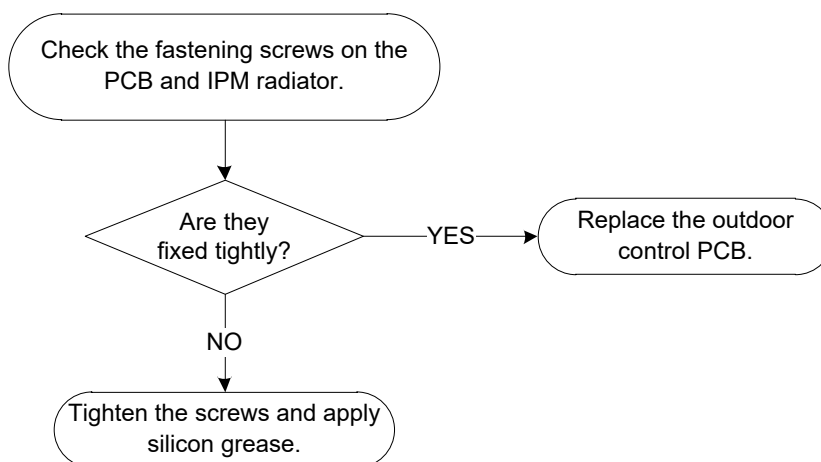 Check the fastening screws on the
PCB and IPM radiator.
Are they
fixed tightly?
YES
Replace the outdoor
control PCB.
NO
Tighten the screws and apply
silicon grease.